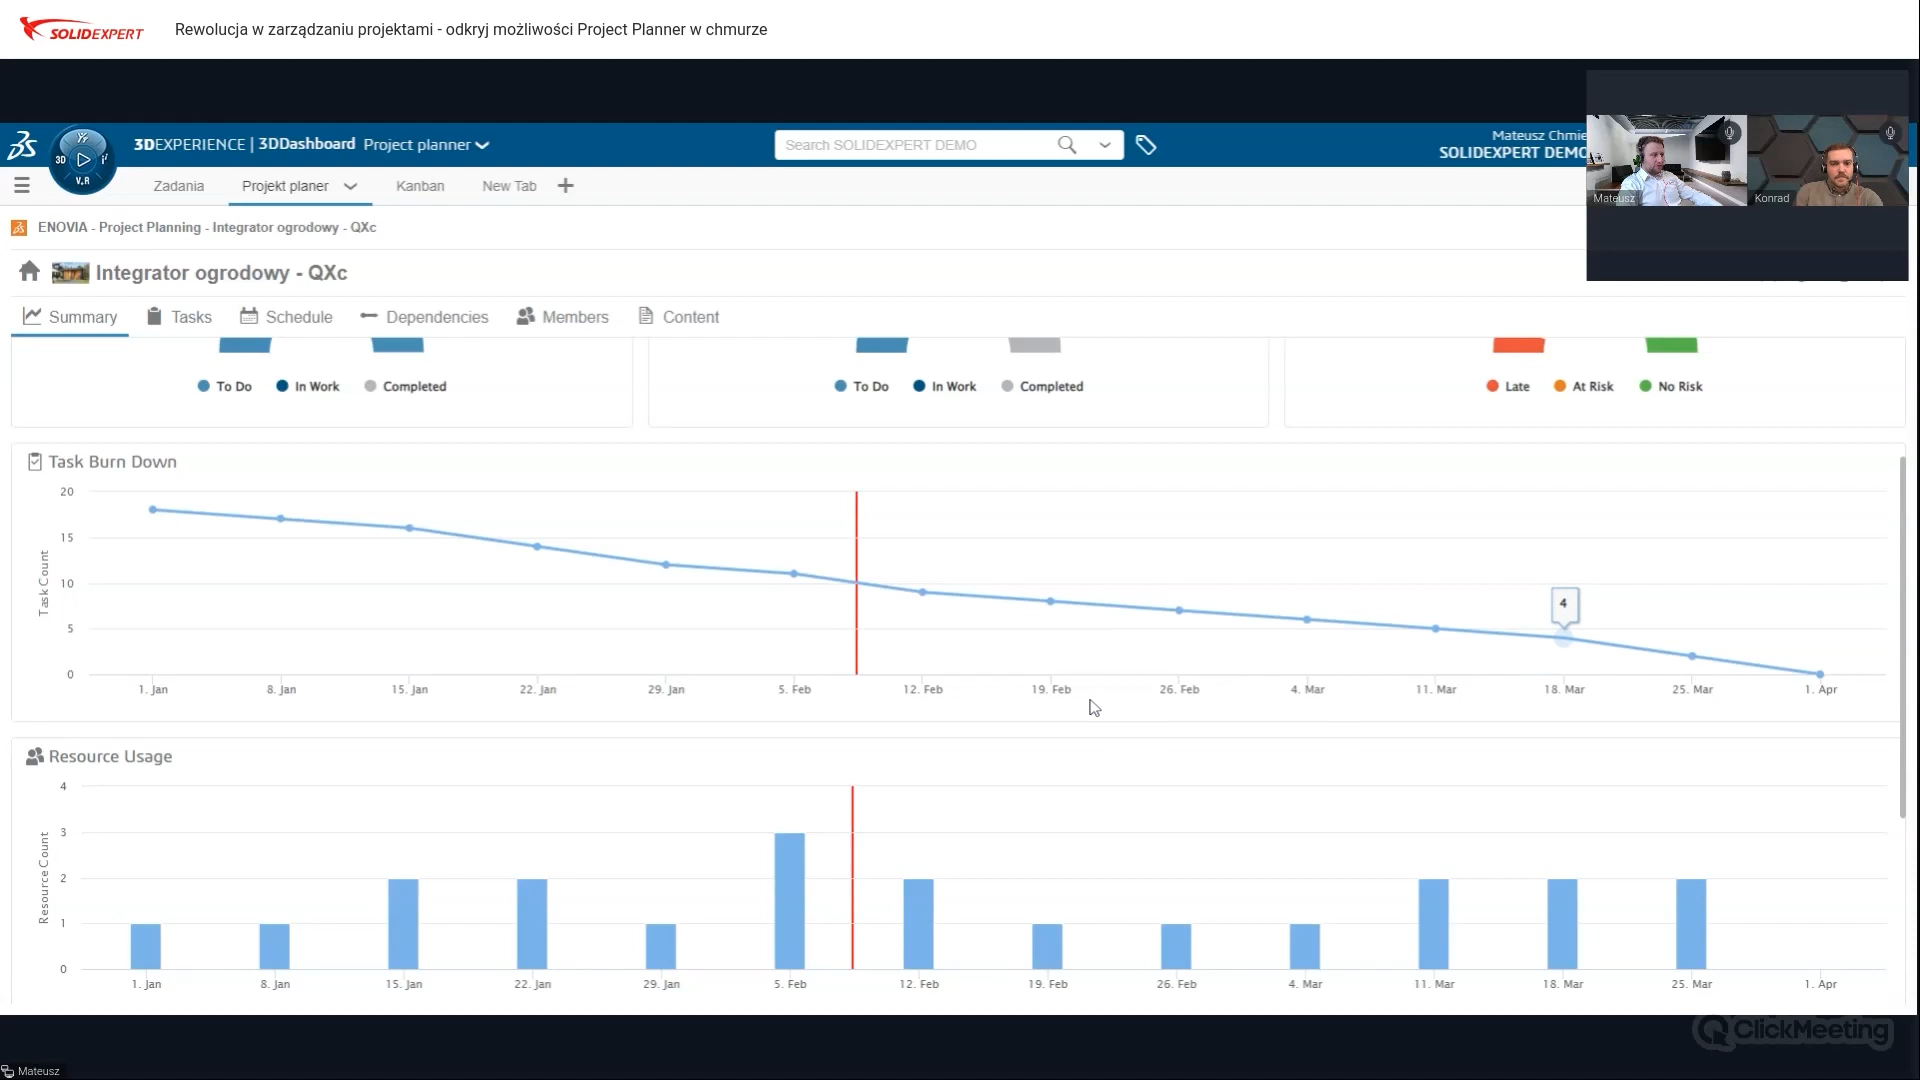 SOLIDEXPERT
Rewolucja w zarządzaniu projektami - odkryj możliwości Project Planner w chmurze
3DEXPERIENCE | 3DDashboard Project planner
Search SOLIDEXPERT DEMO
Mateusz Chmie
SOLIDEXPERT DEMO
3D
V.R
Mateusz
Konrad
Zadania
Projekt planer
Kanban
New Tab
ENOVIA - Project Planning - Integrator ogrodowy - QXc
Integrator ogrodowy - QXc
Summary
Tasks
Schedule
Dependencies
Members
Content
To Do In Work Completed
To Do In Work Completed
Late At Risk No Risk
Task Burn Down
Task Count
20
15
10
5
0
4
1. Jan 8. Jan 15. Jan 22. Jan 29. Jan 5. Feb 12. Feb 19. Feb 26. Feb 4. Mar 11. Mar 18. Mar 25. Mar 1. Apr
Resource Usage
Resource Count
4
3
2
1
0
1. Jan 8. Jan 15. Jan 22. Jan 29. Jan 5. Feb 12. Feb 19. Feb 26. Feb 4. Mar 11. Mar 18. Mar 25. Mar 1. Apr
ClickMeeting
Mateusz